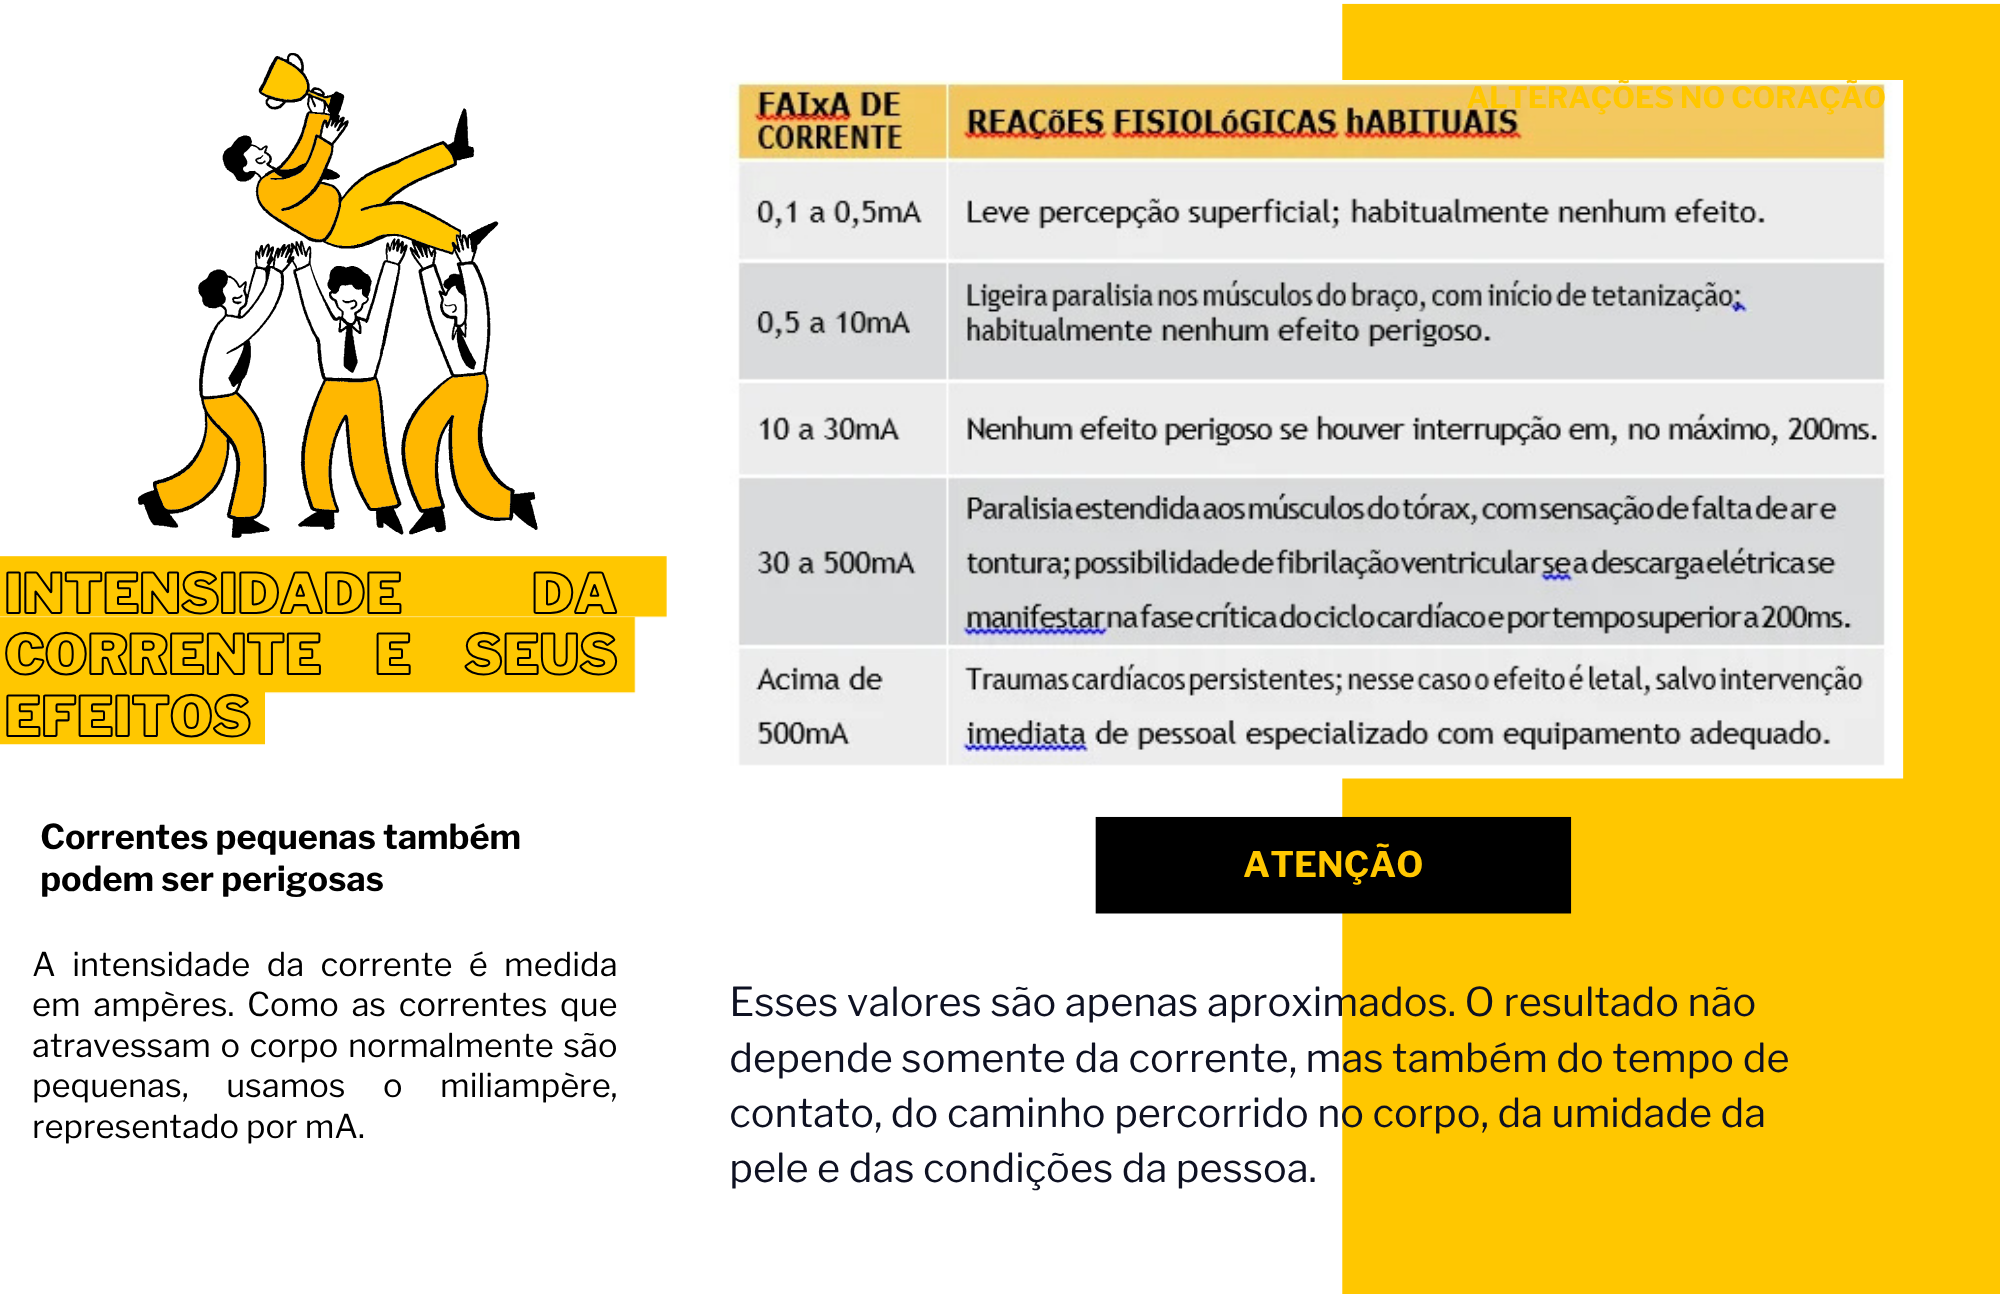 INTENSIDADE DA
CORRENTE E SEUS
EFEITOS
Correntes pequenas também
podem ser perigosas
A intensidade da corrente é medida
em ampères. Como as correntes que
atravessam o corpo normalmente são
pequenas, usamos o miliampère,
representado por mA.
ALTERAÇÕES NO CORAÇÃO
FAIxA DE
CORRENTE
REAÇõES FISIOLóGICAS hABITUAIS
0,1 a 0,5mA
Leve percepção superficial; habitualmente nenhum efeito.
0,5 a 10mA
Ligeira paralisia nos músculos do braço, com início de tetanização;
habitualmente nenhum efeito perigoso.
10 a 30mA
Nenhum efeito perigoso se houver interrupção em, no máximo, 200ms.
30 a 500mA
Paralisia estendida aos músculos do tórax, com sensação de falta de ar e
tontura; possibilidade de fibrilação ventricular se a descarga elétrica se
manifestar na fase crítica do ciclo cardíaco e por tempo superior a 200ms.
Acima de
500mA
Traumas cardíacos persistentes; nesse caso o efeito é letal, salvo intervenção
imediata de pessoal especializado com equipamento adequado.
ATENÇÃO
Esses valores são apenas aproximados. O resultado não
depende somente da corrente, mas também do tempo de
contato, do caminho percorrido no corpo, da umidade da
pele e das condições da pessoa.